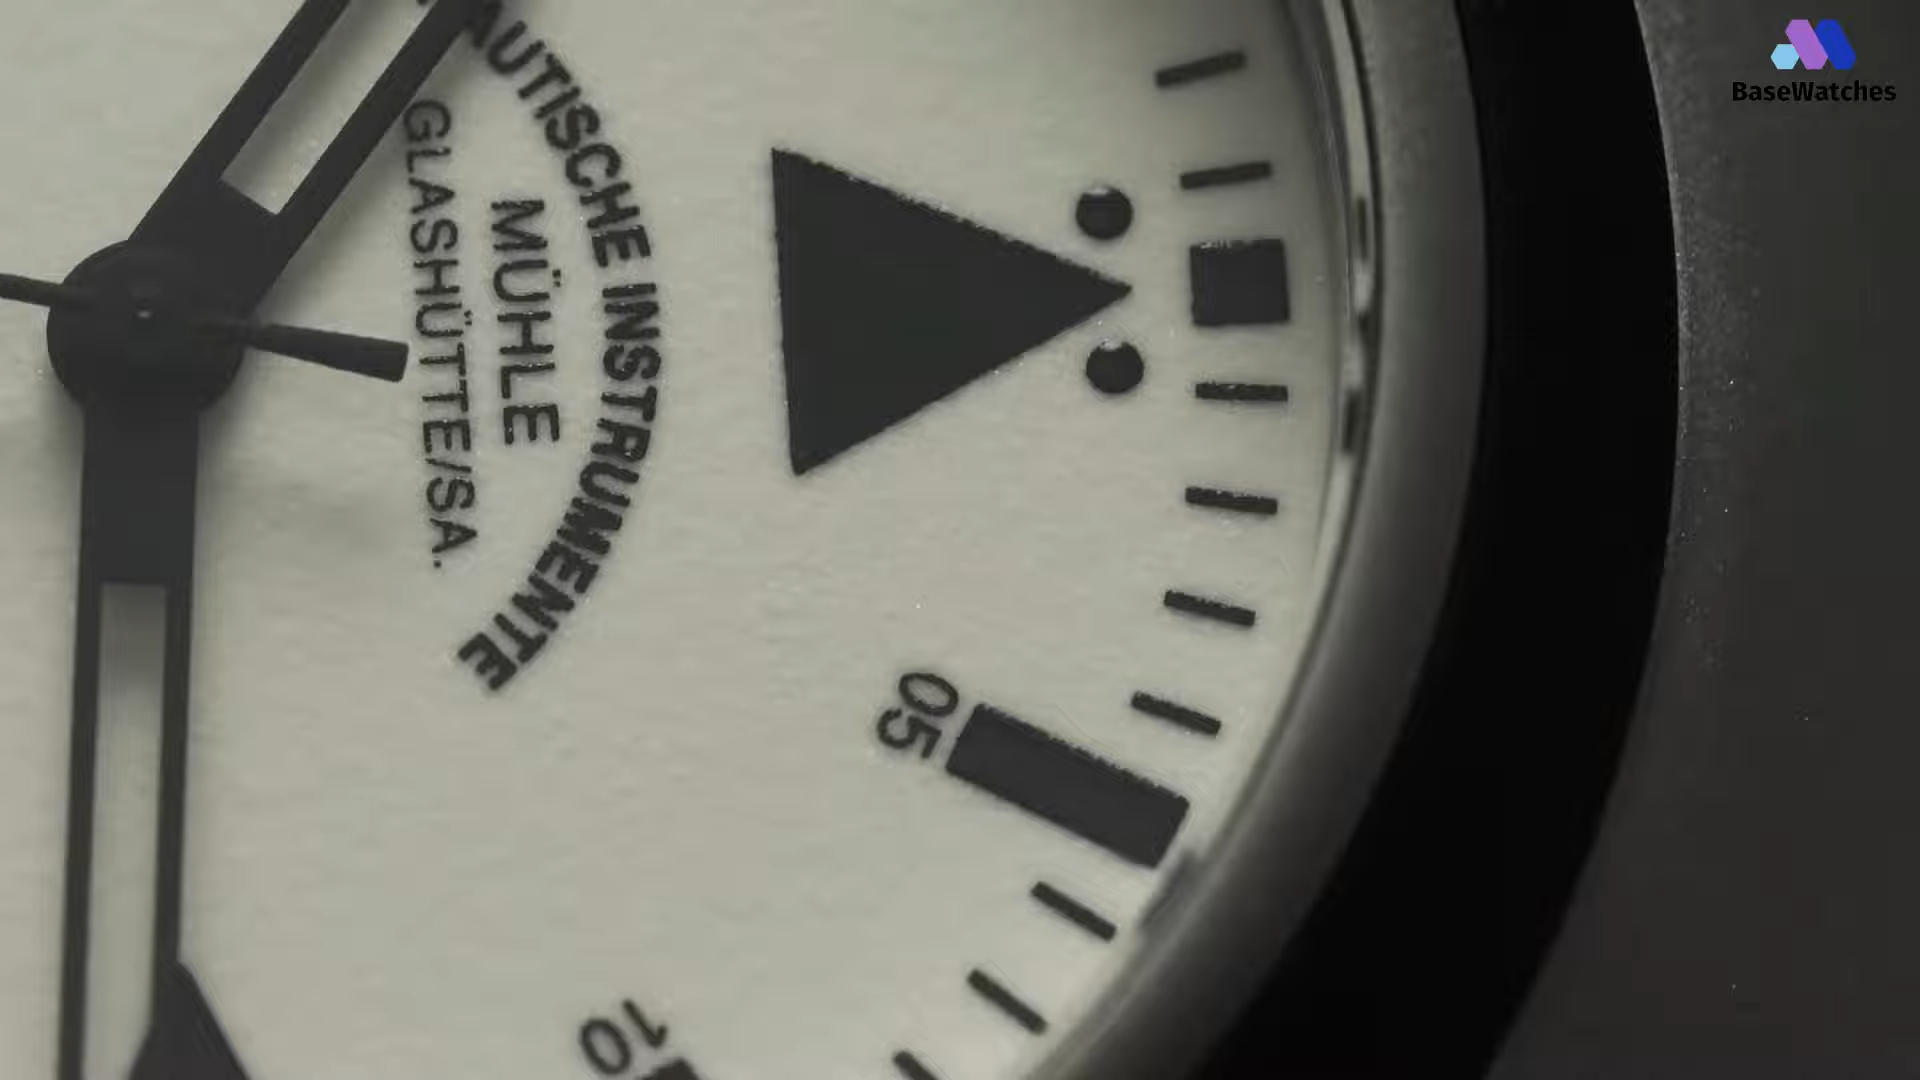 BaseWatches
AUTISCHE INSTRUMENTE
MÜHLE
GLASHÜTTE/SA.
05
10